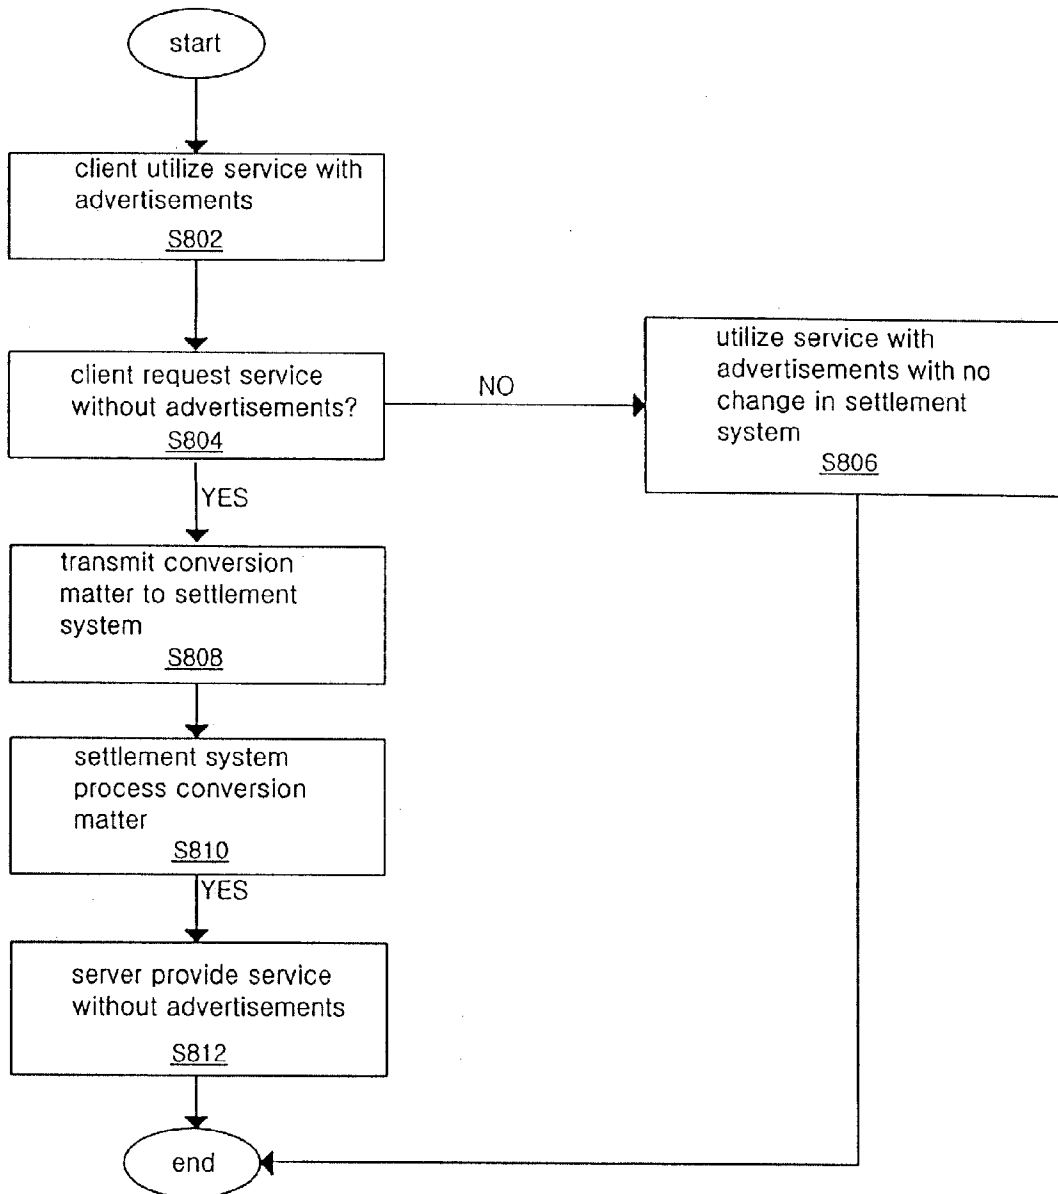 start
client utilize service with
advertisements
S802
client request service
without advertisements?
S804
NO
utilize service with
advertisements with no
change in settlement
system
S806
YES
transmit conversion
matter to settlement
system
S808
settlement system
process conversion
matter
S810
YES
server provide service
without advertisements
S812
end